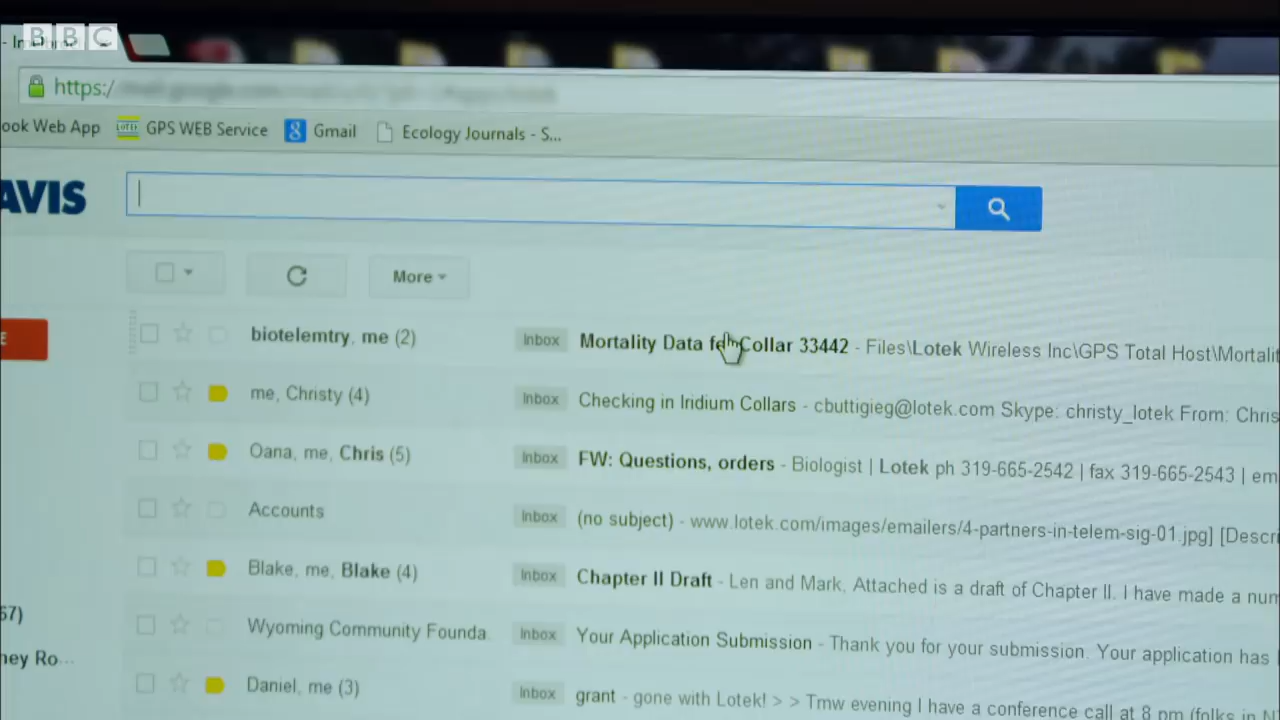 BBC
https:/
ook Web App
LOTEK GPS WEB Service
8 Gmail
Ecology Journals - S...
AVIS
More
E
biotelemtry, me (2) Inbox Mortality Data Collar 33442 - Files\Lotek Wireless Inc\GPS Total Host\Mortalit
me, Christy (4) Inbox Checking in Iridium Collars - cbuttigieg@lotek.com Skype: christy_lotek From: Chris
Oana, me, Chris (5) Inbox FW: Questions, orders - Biologist | Lotek ph 319-665-2542 | fax 319-665-2543 | em
Accounts Inbox (no subject) - www.lotek.com/images/emailers/4-partners-in-telem-sig-01.jpg] [Descri
Blake, me, Blake (4) Inbox Chapter II Draft - Len and Mark, Attached is a draft of Chapter II. I have made a num
57)
Wyoming Community Founda. Inbox Your Application Submission - Thank you for your submission. Your application has
ney Ro...
Daniel, me (3) Inbox grant - gone with Lotek! > > Tmw evening I have a conference call at 8 pm (folks in